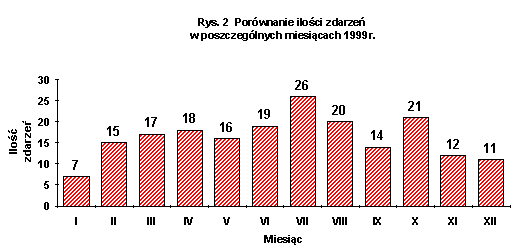 Rys. 2 Porównanie ilości zdarzeń
w poszczególnych miesiącach 1999r.
Ilość
zdarzeń
30
25
20
15
10
5
0
7
15
17
18
16
19
26
20
14
21
12
11
I
II
III
IV
V
VI
VII
VIII
IX
X
XI
XII
Miesiąc